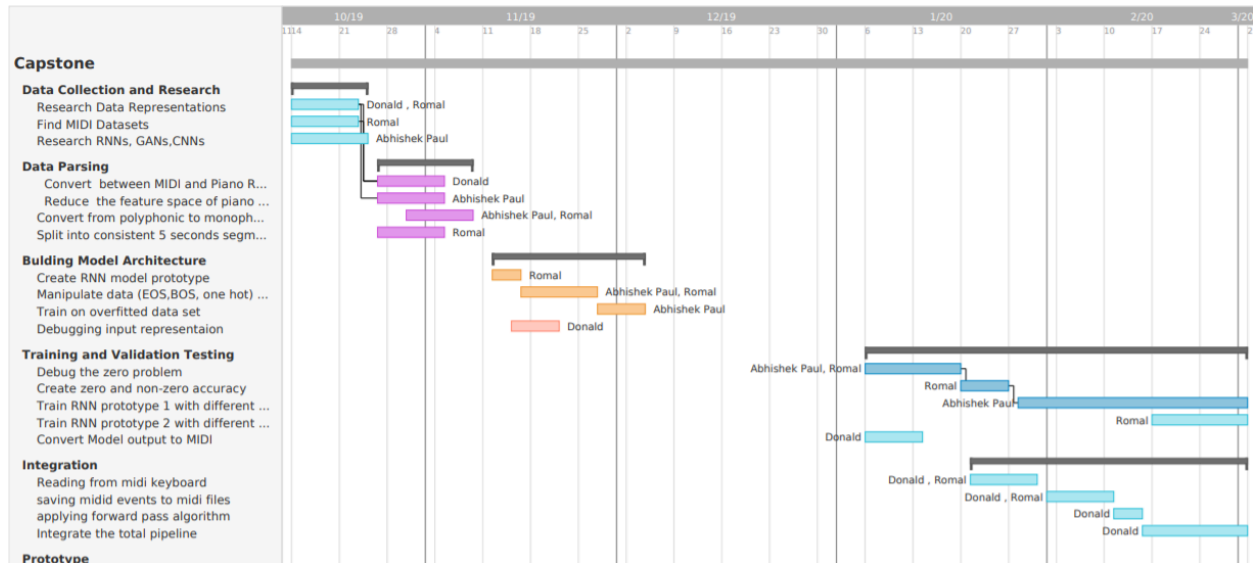 10/19 11/19 12/19 1/20 2/20 3/20
11 14 21 28 4 11 18 25 2 9 16 23 30 6 13 20 27 3 10 17 24 2
Capstone
Data Collection and Research
Research Data Representations Donald , Romal
Find MIDI Datasets Romal
Research RNNs, GANs,CNNs Abhishek Paul
Data Parsing
Convert between MIDI and Piano R... Donald
Reduce the feature space of piano ... Abhishek Paul
Convert from polyphonic to monoph... Abhishek Paul, Romal
Split into consistent 5 seconds segm... Romal
Bulding Model Architecture
Create RNN model prototype Romal
Manipulate data (EOS,BOS, one hot) ... Abhishek Paul, Romal
Train on overfitted data set Abhishek Paul
Debugging input representaion Donald
Training and Validation Testing
Debug the zero problem Abhishek Paul, Romal
Create zero and non-zero accuracy Romal
Train RNN prototype 1 with different ... Abhishek Paul
Train RNN prototype 2 with different ... Romal
Convert Model output to MIDI Donald
Integration
Reading from midi keyboard Donald , Romal
saving midid events to midi files Donald , Romal
applying forward pass algorithm Donald
Integrate the total pipeline Donald
Prototype